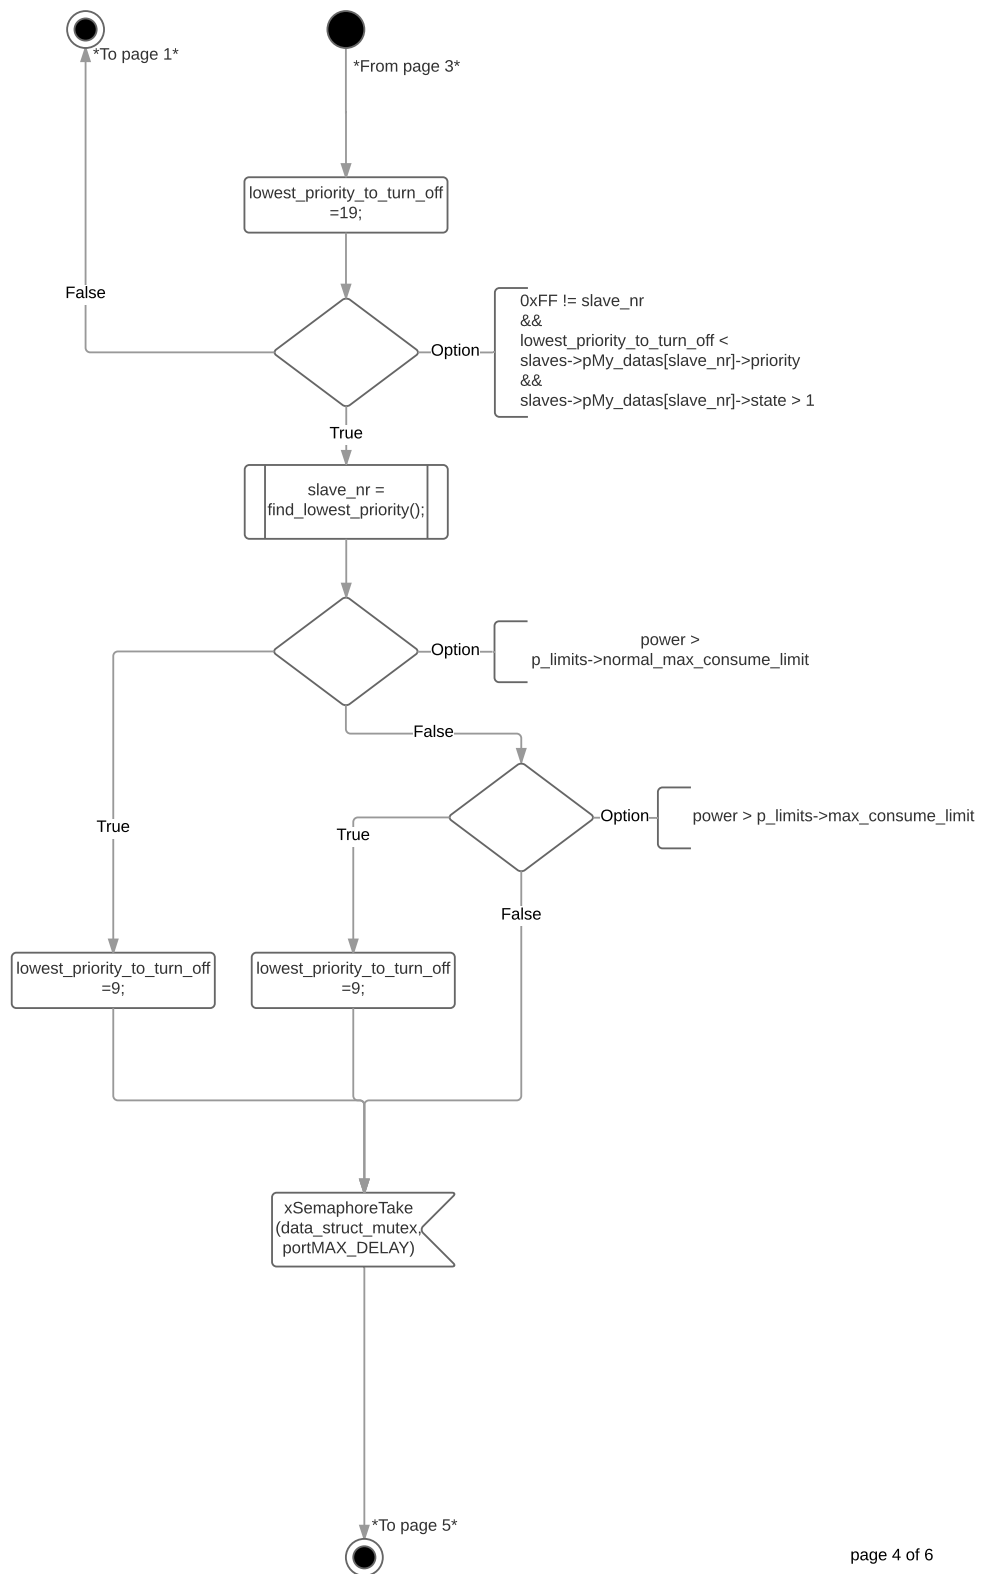 *To page 1*
*From page 3*
lowest_priority_to_turn_off
=19;
False
Option
0xFF != slave_nr
&&
lowest_priority_to_turn_off <
slaves->pMy_datas[slave_nr]->priority
&&
slaves->pMy_datas[slave_nr]->state > 1
True
slave_nr =
find_lowest_priority();
Option
power >
p_limits->normal_max_consume_limit
False
True
True
Option
power > p_limits->max_consume_limit
False
lowest_priority_to_turn_off
=9;
lowest_priority_to_turn_off
=9;
xSemaphoreTake
(data_struct_mutex,
portMAX_DELAY)
*To page 5*
page 4 of 6